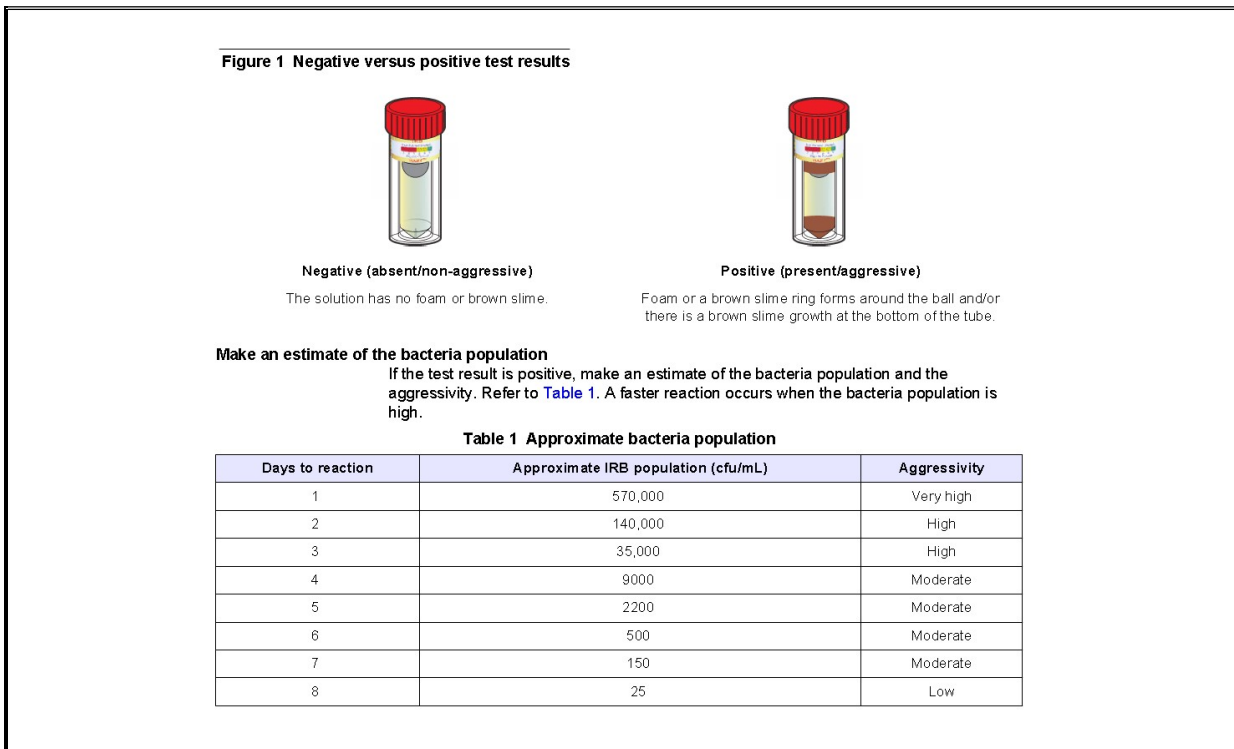 Figure 1 Negative versus positive test results
Negative (absent/non-aggressive)
The solution has no foam or brown slime.
Positive (present/aggressive)
Foam or a brown slime ring forms around the ball and/or
there is a brown slime growth at the bottom of the tube.
Make an estimate of the bacteria population
If the test result is positive, make an estimate of the bacteria population and the
aggressivity. Refer to Table 1. A faster reaction occurs when the bacteria population is
high.
Table 1 Approximate bacteria population
Days to reaction Approximate IRB population (cfu/mL) Aggressivity
1 570,000 Very high
2 140,000 High
3 35,000 High
4 9000 Moderate
5 2200 Moderate
6 500 Moderate
7 150 Moderate
8 25 Low